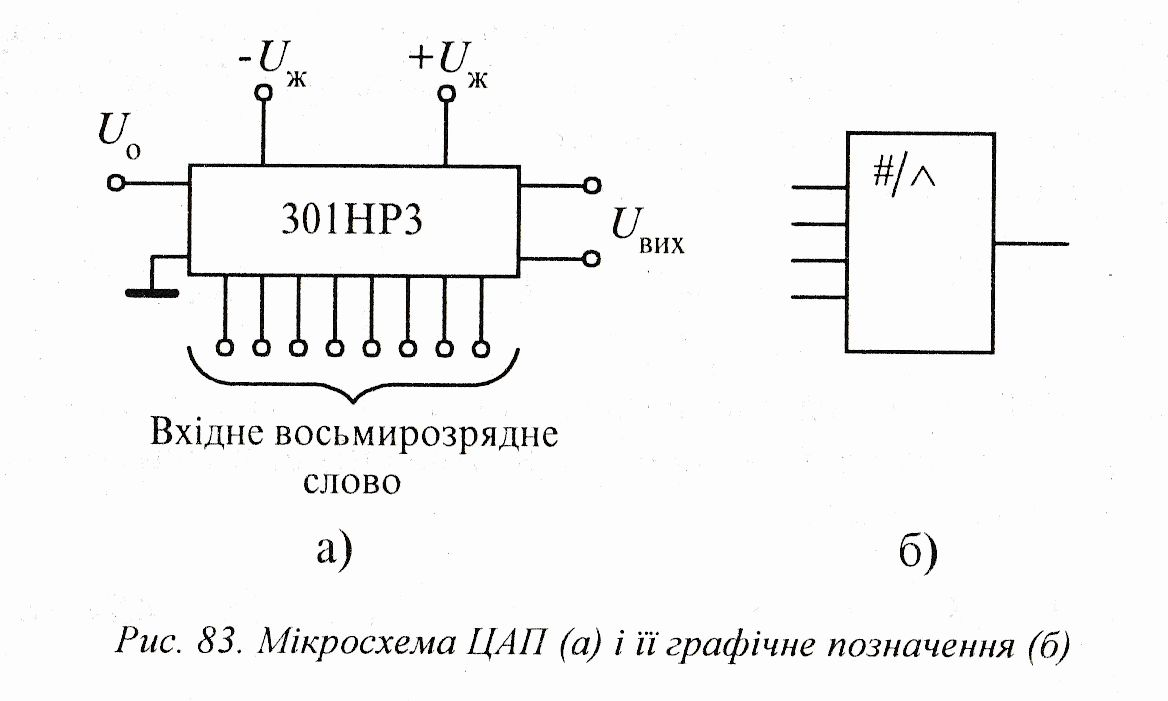 -Uж
+Uж
Uо
301НР3
Uвих
#/∧
Вхідне восьмирозрядне
слово
а)
б)
Рис. 83. Мікросхема ЦАП (а) і її графічне позначення (б)